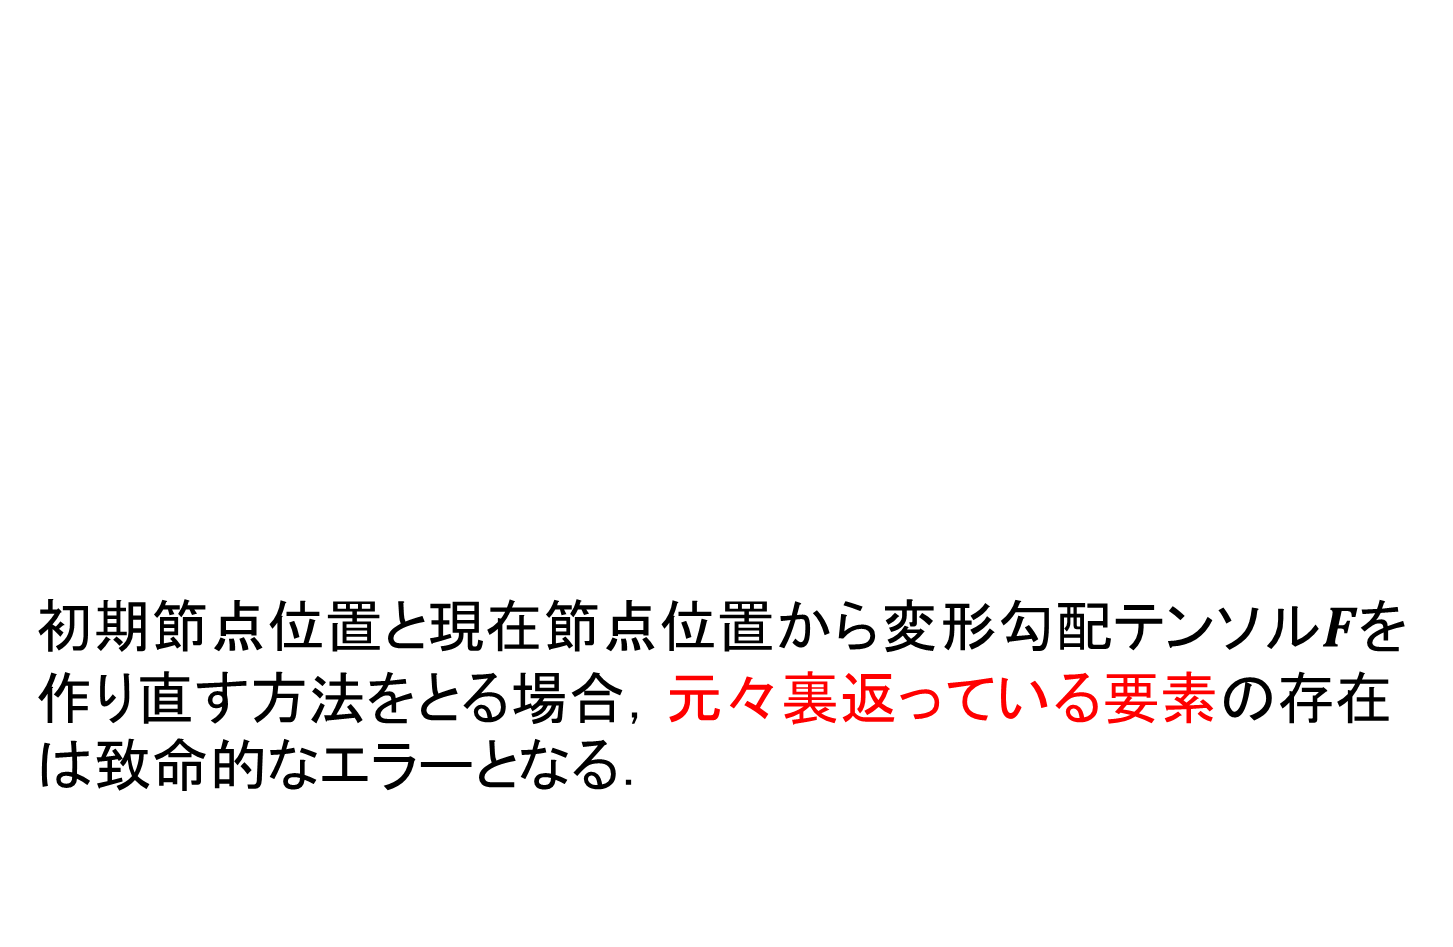 初期節点位置と現在節点位置から変形勾配テンソルFを
作り直す方法をとる場合，元々裏返っている要素の存在
は致命的なエラーとなる．